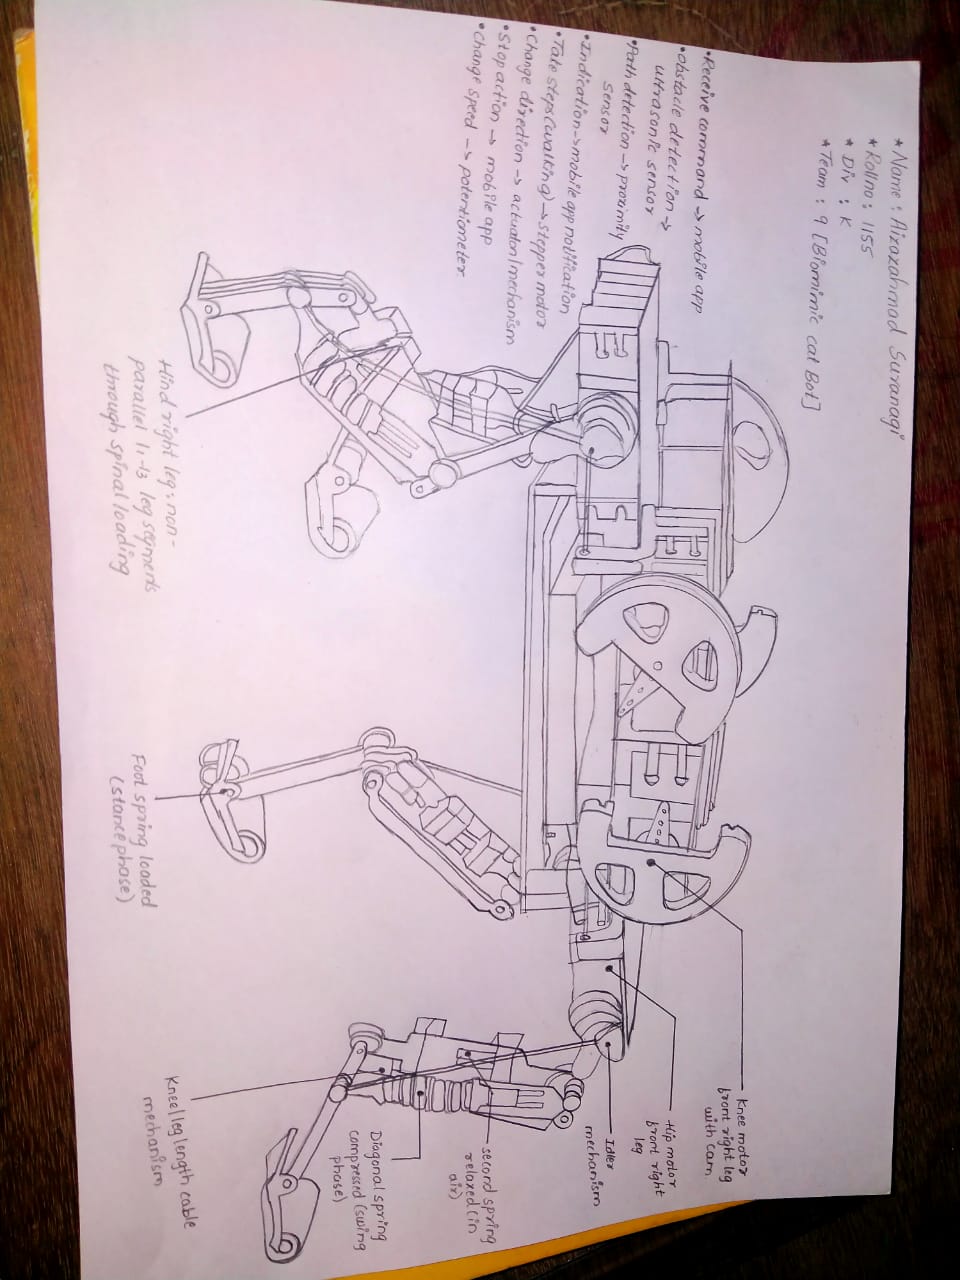 * Name : Aizazahmad Suranagi
* Rollno : 1155
* Div : K
* Team : 9 [Biomimic cat Bot]
• Receive command → mobile app
• obstacle detection →
ultrasonic sensor
• Path detection → proximity
sensor
• Indication → mobile app notification
• Take steps (walking) → stepper motor
• Change direction → actuator/mechanism
• Stop action → mobile app
• Change speed → potentiometer
Hind right leg: non-
parallel l1-l3 leg segments
through spinal loading
Foot spring loaded
(stance phase)
Knee motor
front right leg
with cam
Hip motor
front right
leg
Idler
mechanism
second spring
relaxed (in
air)
Diagonal spring
compressed (swing
phase)
Knee/leg length cable
mechanism